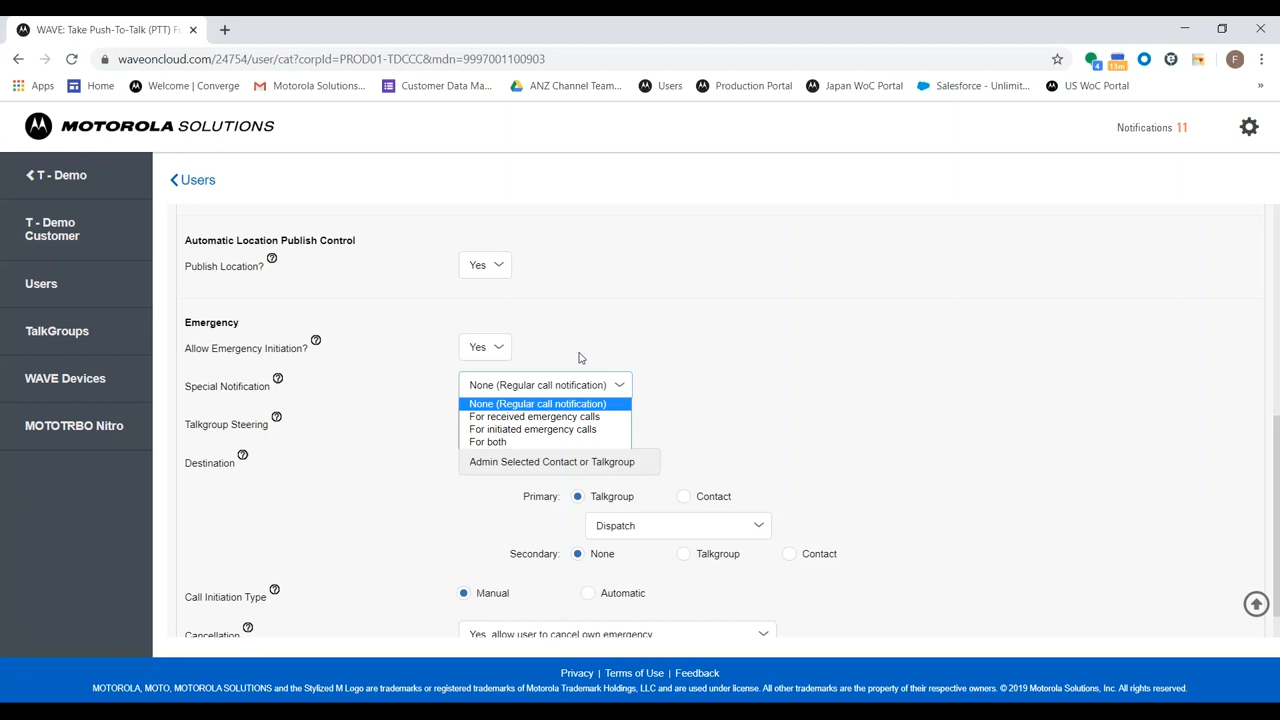 WAVE: Take Push-To-Talk (PTT) F
waveoncloud.com/24754/user/cat?corpId=PROD01-TDCCC&mdn=9997001100903
4
13m
F
Apps
Home
Welcome | Converge
Motorola Solutions...
Customer Data Ma...
ANZ Channel Team...
Users
Production Portal
Japan WoC Portal
Salesforce - Unlimit...
US WoC Portal
»
MOTOROLA SOLUTIONS
Notifications 11
T - Demo
Users
T - Demo
Customer
Users
TalkGroups
WAVE Devices
MOTOTRBO Nitro
Automatic Location Publish Control
Publish Location?
Yes
Emergency
Allow Emergency Initiation?
Yes
Special Notification
None (Regular call notification)
None (Regular call notification)
For received emergency calls
For initiated emergency calls
For both
Talkgroup Steering
Destination
Admin Selected Contact or Talkgroup
Primary: Talkgroup Contact
Dispatch
Secondary: None Talkgroup Contact
Call Initiation Type
Manual Automatic
Cancellation
Yes, allow user to cancel own emergency
Privacy | Terms of Use | Feedback
MOTOROLA, MOTO, MOTOROLA SOLUTIONS and the Stylized M Logo are trademarks or registered trademarks of Motorola Trademark Holdings, LLC and are used under license. All other trademarks are the property of their respective owners. © 2019 Motorola Solutions, Inc. All rights reserved.